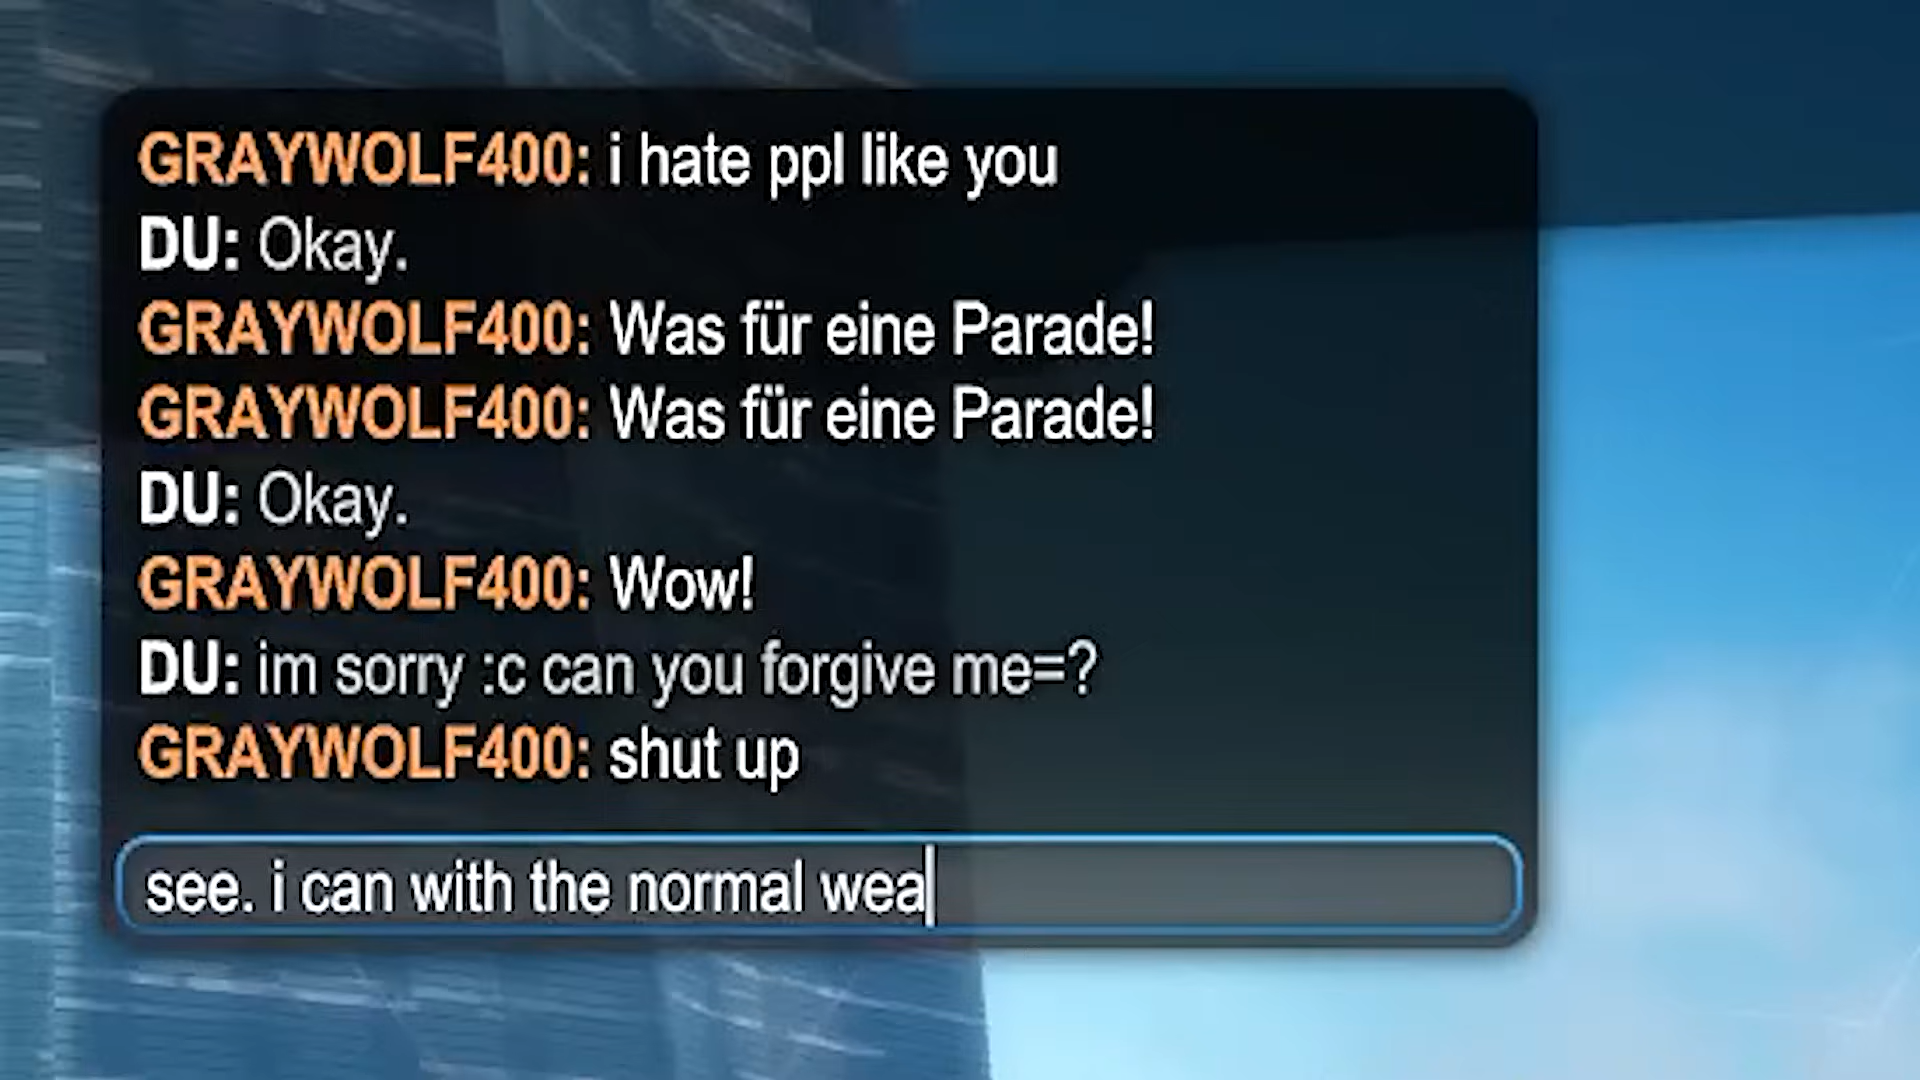 GRAYWOLF400: i hate ppl like you
DU: Okay.
GRAYWOLF400: Was für eine Parade!
GRAYWOLF400: Was für eine Parade!
DU: Okay.
GRAYWOLF400: Wow!
DU: im sorry :c can you forgive me=?
GRAYWOLF400: shut up
see. i can with the normal wea